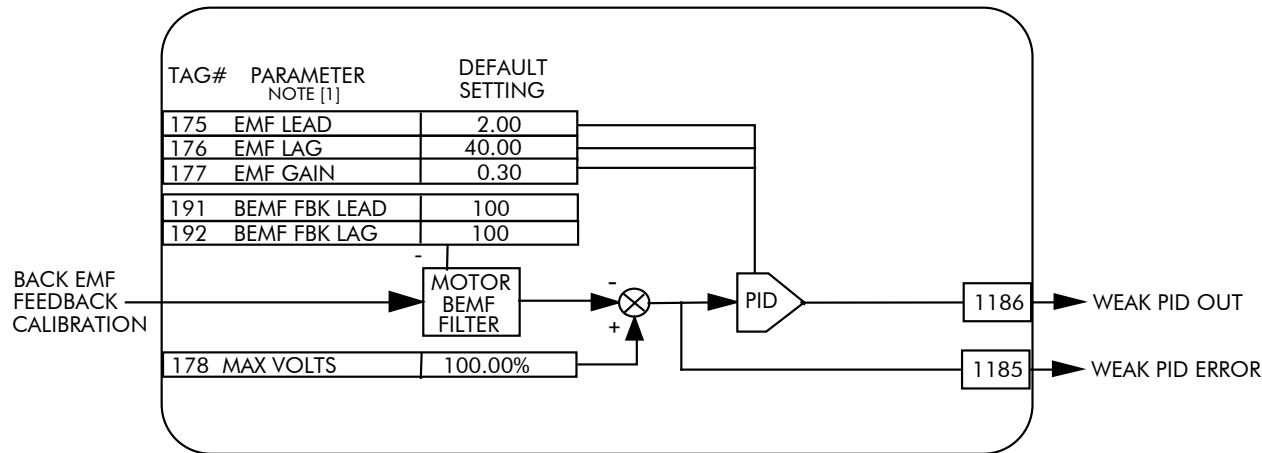 TAG# PARAMETER DEFAULT
NOTE [1] SETTING
175 EMF LEAD 2.00
176 EMF LAG 40.00
177 EMF GAIN 0.30
191 BEMF FBK LEAD 100
192 BEMF FBK LAG 100
-
BACK EMF
FEEDBACK
CALIBRATION
MOTOR
BEMF
FILTER
-
+
PID
1186 WEAK PID OUT
178 MAX VOLTS 100.00%
1185 WEAK PID ERROR